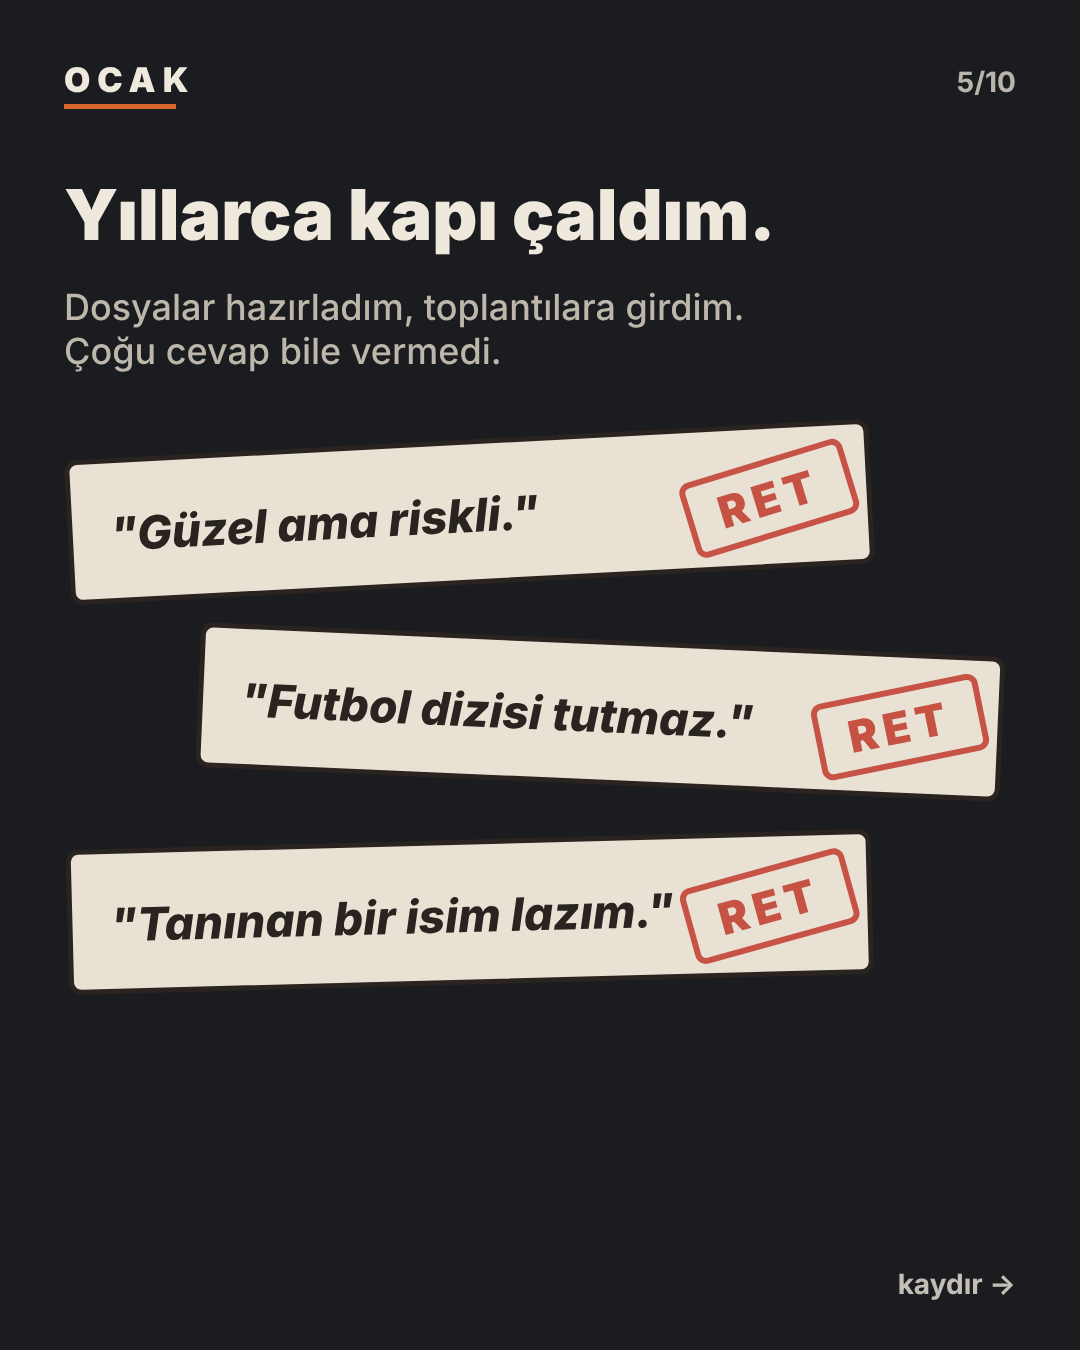 OCAK
5/10
Yıllarca kapı çaldım.
Dosyalar hazırladım, toplantılara girdim.
Çoğu cevap bile vermedi.
"Güzel ama riskli."
RET
"Futbol dizisi tutmaz."
RET
"Tanınan bir isim lazım."
RET
kaydır →